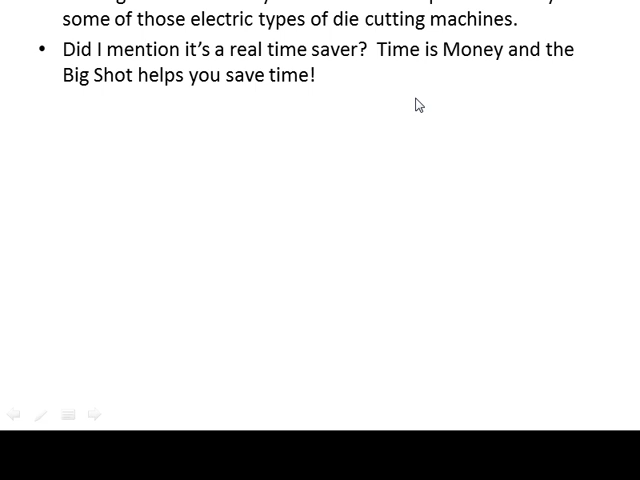 some of those electric types of die cutting machines.
• Did I mention it’s a real time saver?  Time is Money and the
Big Shot helps you save time!